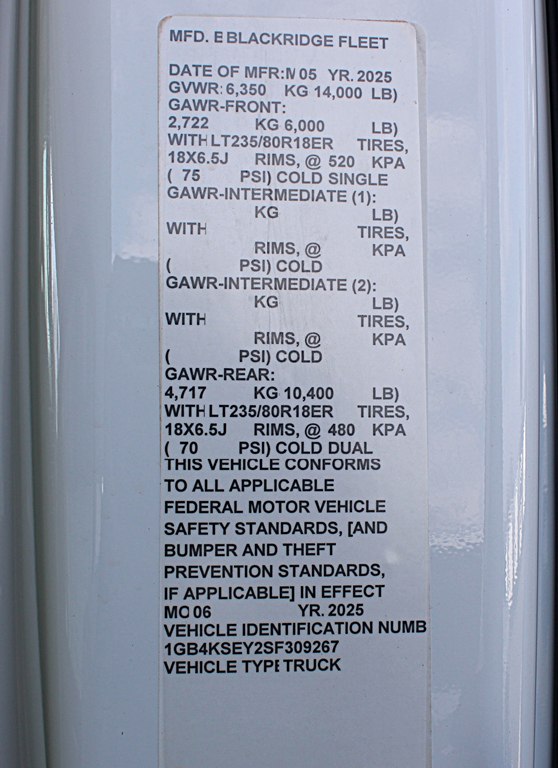 MFD. B BLACKRIDGE FLEET
DATE OF MFR:M 05 YR. 2025
GVWR: 6,350 KG 14,000 LB)
GAWR-FRONT:
2,722 KG 6,000 LB)
WITH LT235/80R18ER TIRES,
18X6.5J RIMS, @ 520 KPA
( 75 PSI) COLD SINGLE
GAWR-INTERMEDIATE (1):
KG LB)
WITH TIRES,
RIMS, @ KPA
( PSI) COLD
GAWR-INTERMEDIATE (2):
KG LB)
WITH TIRES,
RIMS, @ KPA
( PSI) COLD
GAWR-REAR:
4,717 KG 10,400 LB)
WITH LT235/80R18ER TIRES,
18X6.5J RIMS, @ 480 KPA
( 70 PSI) COLD DUAL
THIS VEHICLE CONFORMS
TO ALL APPLICABLE
FEDERAL MOTOR VEHICLE
SAFETY STANDARDS, [AND
BUMPER AND THEFT
PREVENTION STANDARDS,
IF APPLICABLE] IN EFFECT
MO 06 YR. 2025
VEHICLE IDENTIFICATION NUMB
1GB4KSEY2SF309267
VEHICLE TYPE TRUCK